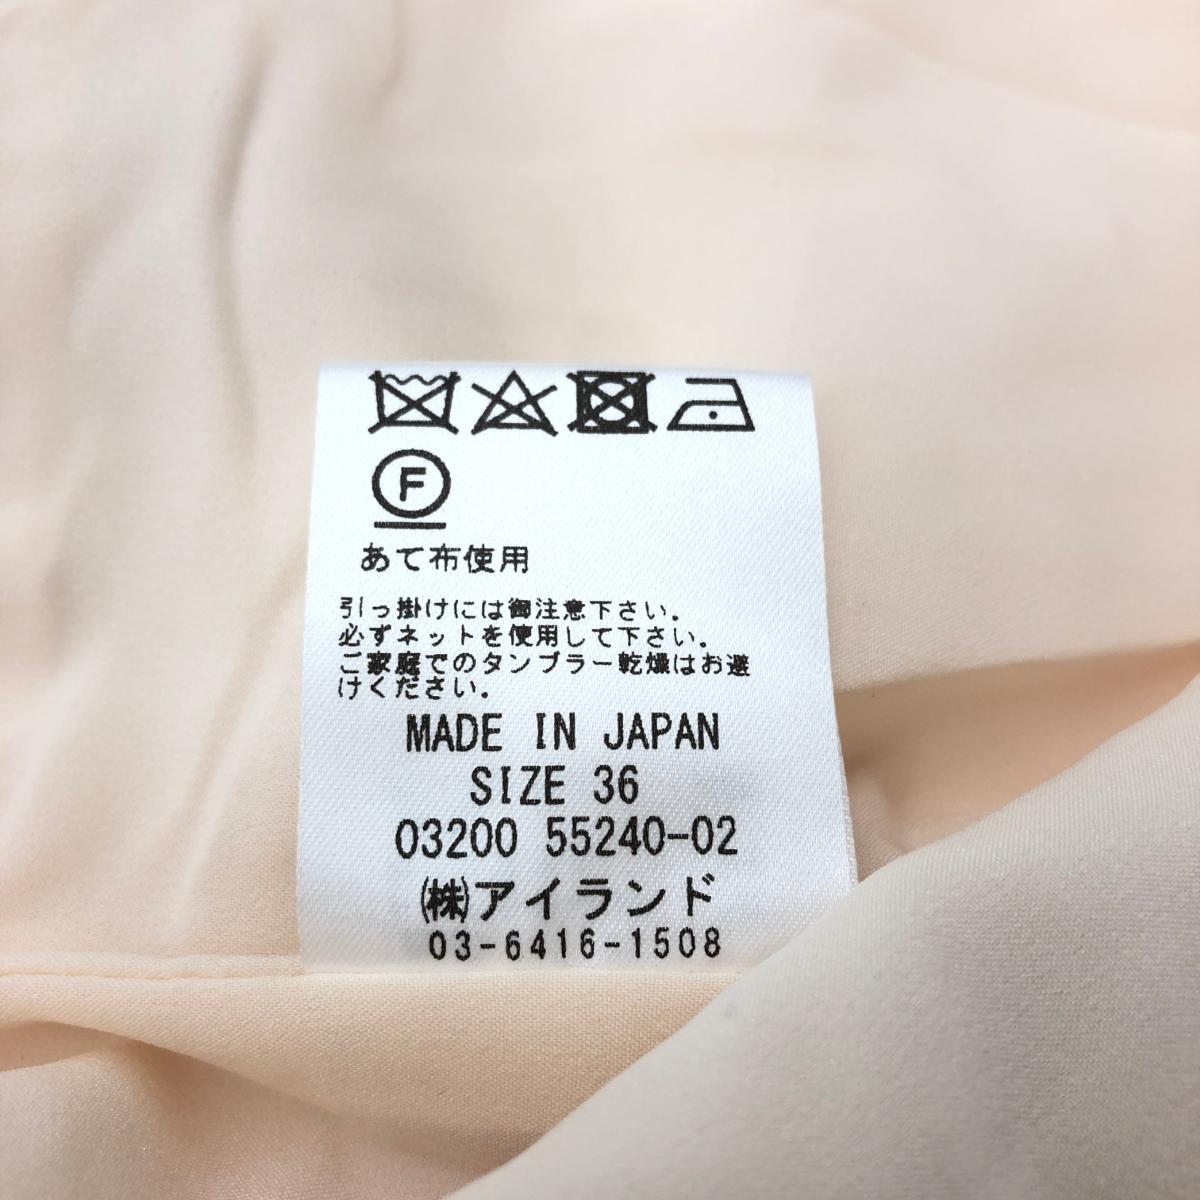 F
あて布使用
引っ掛けには御注意下さい.
必ずネットを使用して下さい.
ご家庭でのタンブラー乾燥はお避
けください.
MADE IN JAPAN
SIZE 36
03200 55240-02
㈱アイランド
03-6416-1508